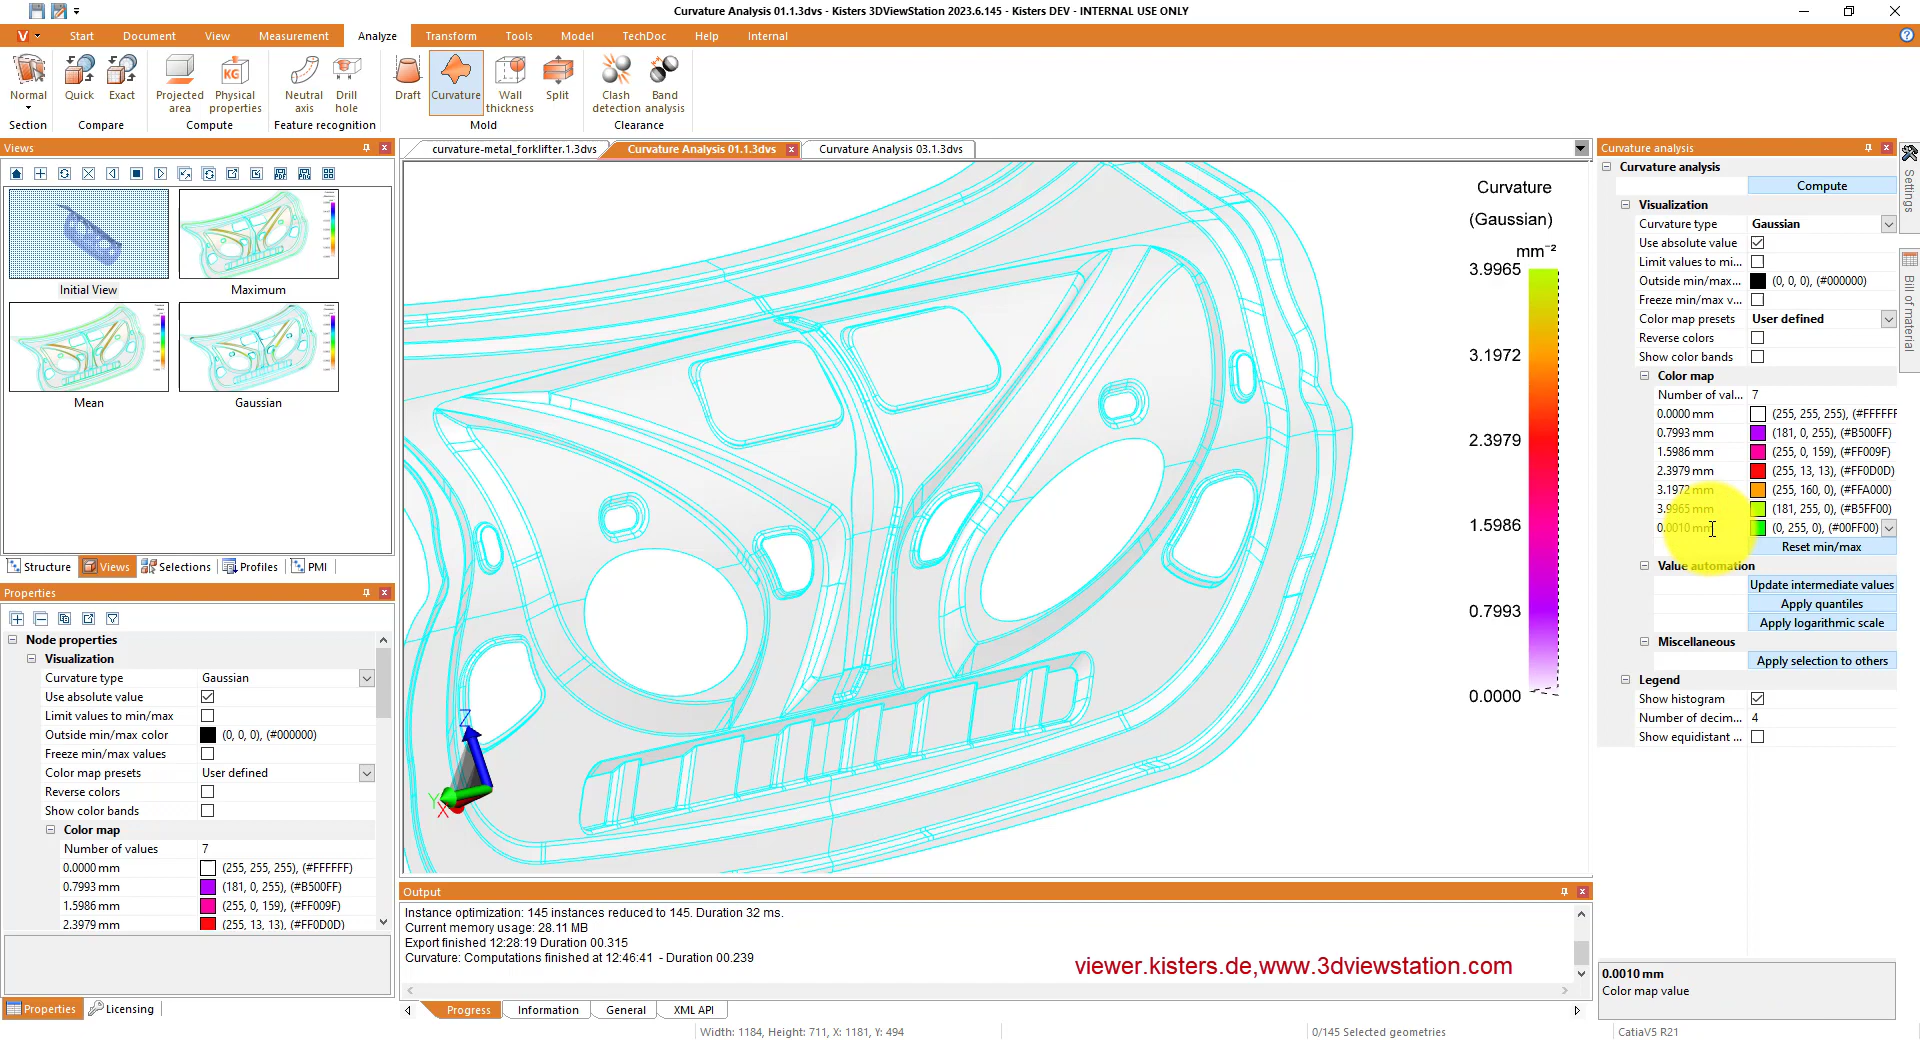 Curvature Analysis 01.1.3dvs - Kisters 3DViewStation 2023.6.145 - Kisters DEV - INTERNAL USE ONLY
Start Document View Measurement Analyze Transform Tools Model TechDoc Help Internal
Normal Quick Exact Projected area Physical properties Neutral axis Drill hole Draft Curvature Wall thickness Split Clash detection Band analysis
Section Compare Compute Feature recognition Mold Clearance
Views
Initial View Maximum
Mean Gaussian
Structure Views Selections Profiles PMI
Properties
Node properties
Visualization
Curvature type Gaussian
Use absolute value
Limit values to min/max
Outside min/max color (0, 0, 0), (#000000)
Freeze min/max values
Color map presets User defined
Reverse colors
Show color bands
Color map
Number of values 7
0.0000 mm (255, 255, 255), (#FFFFFF)
0.7993 mm (181, 0, 255), (#B500FF)
1.5986 mm (255, 0, 159), (#FF009F)
2.3979 mm (255, 13, 13), (#FF0D0D)
Properties Licensing
curvature-metal_forklifter.1.3dvs Curvature Analysis 01.1.3dvs Curvature Analysis 03.1.3dvs
Curvature
(Gaussian)
mm⁻²
3.9965
3.1972
2.3979
1.5986
0.7993
0.0000
Z
Y
X
Output
Instance optimization: 145 instances reduced to 145. Duration 32 ms.
Current memory usage: 28.11 MB
Export finished 12:28:19 Duration 00.315
Curvature: Computations finished at 12:46:41 - Duration 00.239
viewer.kisters.de,www.3dviewstation.com
Progress Information General XML API
Width: 1184, Height: 711, X: 1181, Y: 494 0/145 Selected geometries CatiaV5 R21
Curvature analysis
Curvature analysis
Compute
Visualization
Curvature type Gaussian
Use absolute value
Limit values to mi...
Outside min/max... (0, 0, 0), (#000000)
Freeze min/max v...
Color map presets User defined
Reverse colors
Show color bands
Color map
Number of val... 7
0.0000 mm (255, 255, 255), (#FFFFFF
0.7993 mm (181, 0, 255), (#B500FF)
1.5986 mm (255, 0, 159), (#FF009F)
2.3979 mm (255, 13, 13), (#FF0D0D)
3.1972 mm (255, 160, 0), (#FFA000)
3.9965 mm (181, 255, 0), (#B5FF00)
0.0010 mm (0, 255, 0), (#00FF00)
Reset min/max
Value automation
Update intermediate values
Apply quantiles
Apply logarithmic scale
Miscellaneous
Apply selection to others
Legend
Show histogram
Number of decim... 4
Show equidistant ...
0.0010 mm
Color map value
Settings
Bill of material